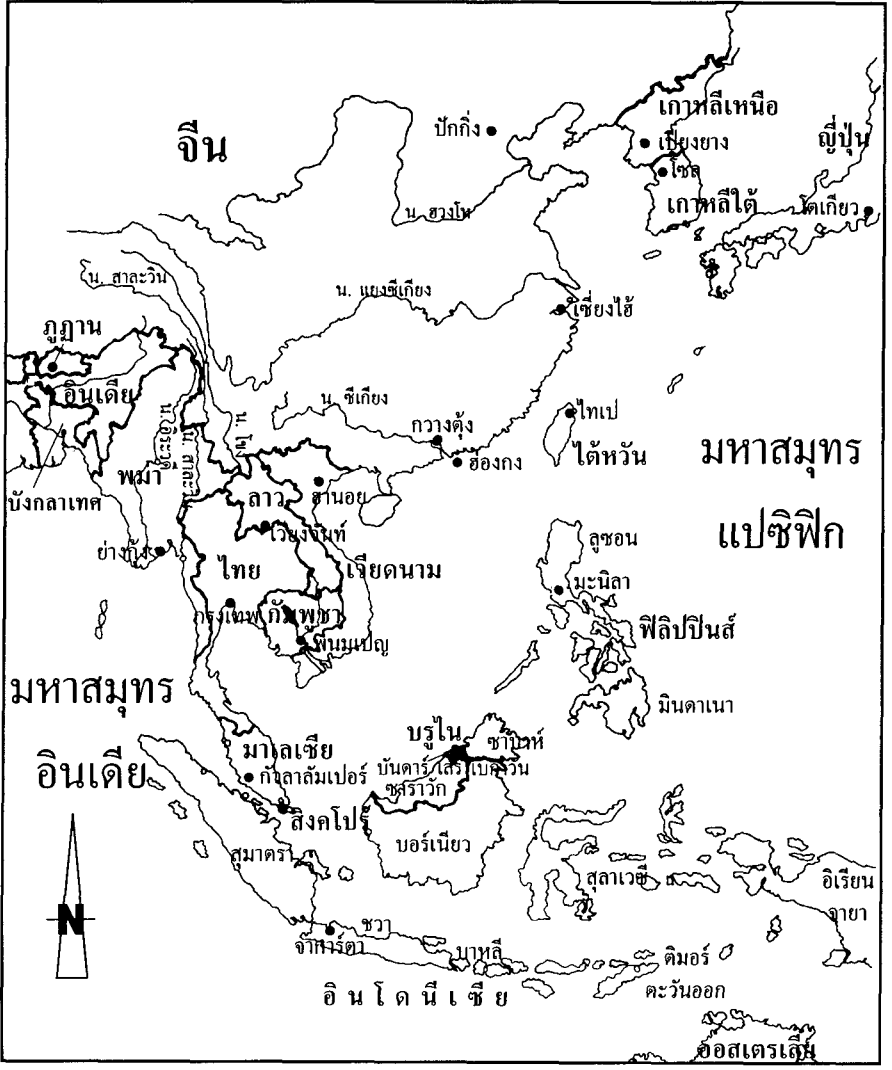 เกาหลีเหนือ
จีน
ปักกิ่ง
เปียงยาง
ญี่ปุ่น
โซล
เกาหลีใต้
โตเกียว
น. ฮวงโห
น. สาละวิน
น. แยงซีเกียง
เซี่ยงไฮ้
ภูฏาน
อินเดีย
น. ซีเกียง
น. โขง
น. อิระวดี
น. สาละวิน
กวางตุ้ง
ไทเป
ไต้หวัน
ฮ่องกง
มหาสมุทร
แปซิฟิก
พม่า
บังกลาเทศ
ลาว
ฮานอย
เวียงจันท์
ย่างกุ้ง
ไทย
เวียดนาม
ลูซอน
มะนิลา
กรุงเทพ
กัมพูชา
พนมเปญ
ฟิลิปปินส์
มหาสมุทร
อินเดีย
มินดาเนา
บรูไน
ซาบาห์
มาเลเซีย
กัวลาลัมเปอร์
บันดาร์ เสรี เบกาวัน
ซาราวัก
สิงคโปร์
บอร์เนียว
สุมาตรา
สุลาเวซี
อิเรียน
จายา
N
ชวา
จาการ์ตา
บาหลี
ติมอร์
ตะวันออก
อินโดนีเซีย
ออสเตรเลีย